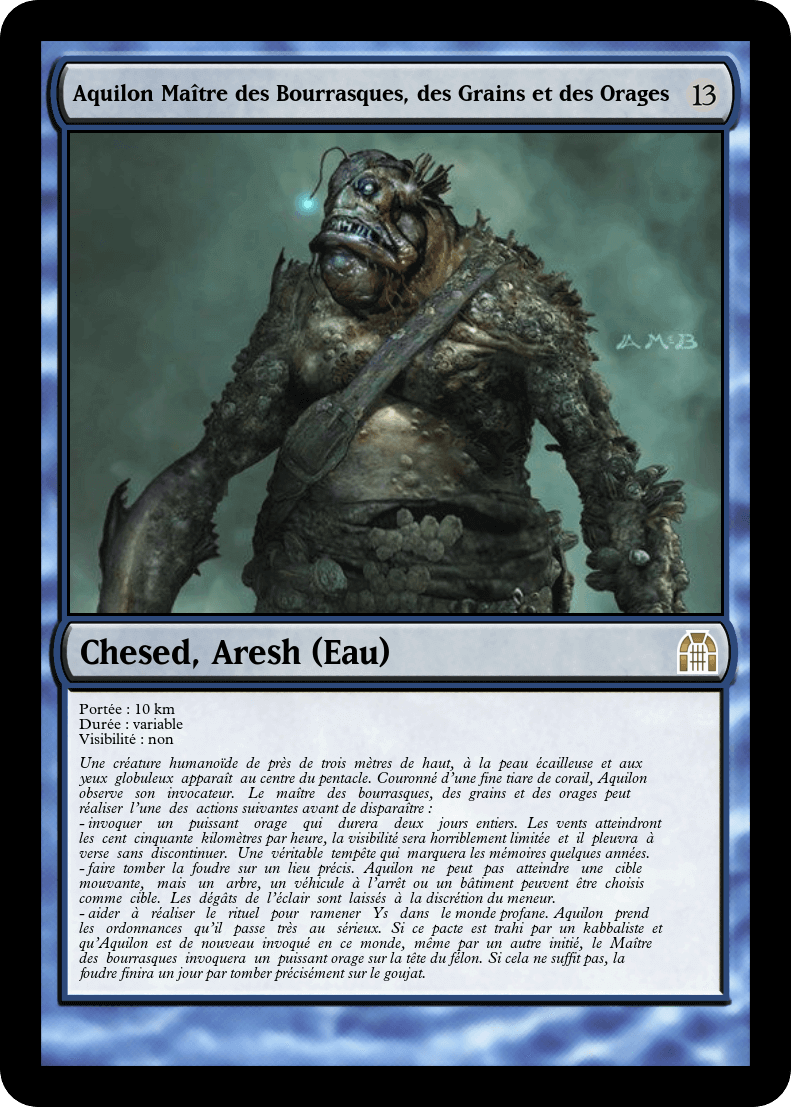 Aquilon Maître des Bourrasques, des Grains et des Orages 13
AMcB
Chesed, Aresh (Eau)
Portée : 10 km
Durée : variable
Visibilité : non
Une créature humanoïde de près de trois mètres de haut, à la peau écailleuse et aux
yeux globuleux apparaît au centre du pentacle. Couronné d'une fine tiare de corail, Aquilon
observe son invocateur. Le maître des bourrasques, des grains et des orages peut
réaliser l'une des actions suivantes avant de disparaître :
- invoquer un puissant orage qui durera deux jours entiers. Les vents atteindront
les cent cinquante kilomètres par heure, la visibilité sera horriblement limitée et il pleuvra à
verse sans discontinuer. Une véritable tempête qui marquera les mémoires quelques années.
- faire tomber la foudre sur un lieu précis. Aquilon ne peut pas atteindre une cible
mouvante, mais un arbre, un véhicule à l'arrêt ou un bâtiment peuvent être choisis
comme cible. Les dégâts de l'éclair sont laissés à la discrétion du meneur.
- aider à réaliser le rituel pour ramener Ys dans le monde profane. Aquilon prend
les ordonnances qu'il passe très au sérieux. Si ce pacte est trahi par un kabbaliste et
qu'Aquilon est de nouveau invoqué en ce monde, même par un autre initié, le Maître
des bourrasques invoquera un puissant orage sur la tête du félon. Si cela ne suffit pas, la
foudre finira un jour par tomber précisément sur le goujat.